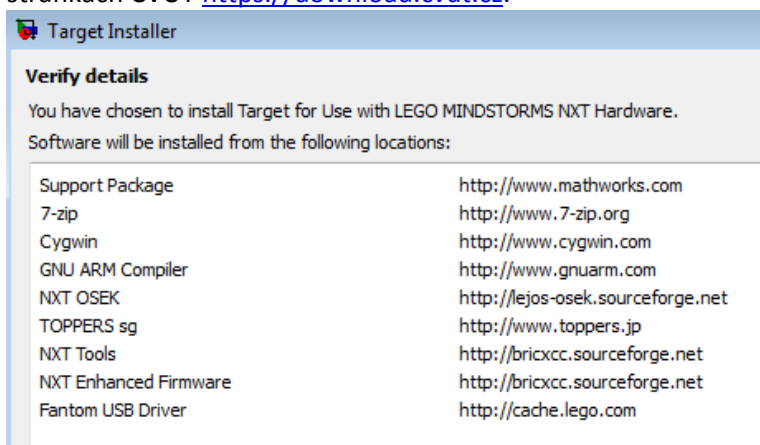 Target Installer
Verify details
You have chosen to install Target for Use with LEGO MINDSTORMS NXT Hardware.
Software will be installed from the following locations:
Support Package http://www.mathworks.com
7-zip http://www.7-zip.org
Cygwin http://www.cygwin.com
GNU ARM Compiler http://www.gnuarm.com
NXT OSEK http://lejos-osek.sourceforge.net
TOPPERS sg http://www.toppers.jp
NXT Tools http://bricxcc.sourceforge.net
NXT Enhanced Firmware http://bricxcc.sourceforge.net
Fantom USB Driver http://cache.lego.com